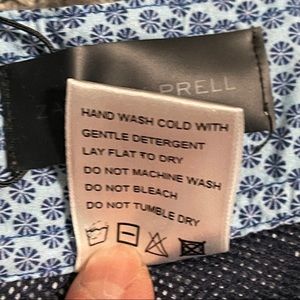 PRELL
HAND WASH COLD WITH
GENTLE DETERGENT
LAY FLAT TO DRY
DO NOT MACHINE WASH
DO NOT BLEACH
DO NOT TUMBLE DRY